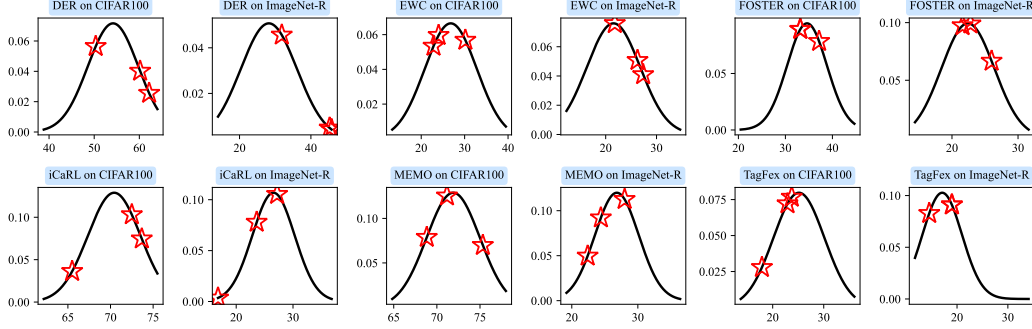 DER on CIFAR100
0.06
0.04
0.02
0.00
40 50 60
DER on ImageNet-R
0.04
0.02
20 30 40
EWC on CIFAR100
0.06
0.04
0.02
20 30 40
EWC on ImageNet-R
0.06
0.04
0.02
0.00
20 30
FOSTER on CIFAR100
0.05
0.00
20 30 40
FOSTER on ImageNet-R
0.10
0.05
20 30
iCaRL on CIFAR100
0.10
0.05
0.00
65 70 75
iCaRL on ImageNet-R
0.10
0.05
0.00
20 30
MEMO on CIFAR100
0.10
0.05
65 70 75
MEMO on ImageNet-R
0.10
0.05
0.00
20 30
TagFex on CIFAR100
0.075
0.050
0.025
20 30
TagFex on ImageNet-R
0.10
0.05
0.00
20 30